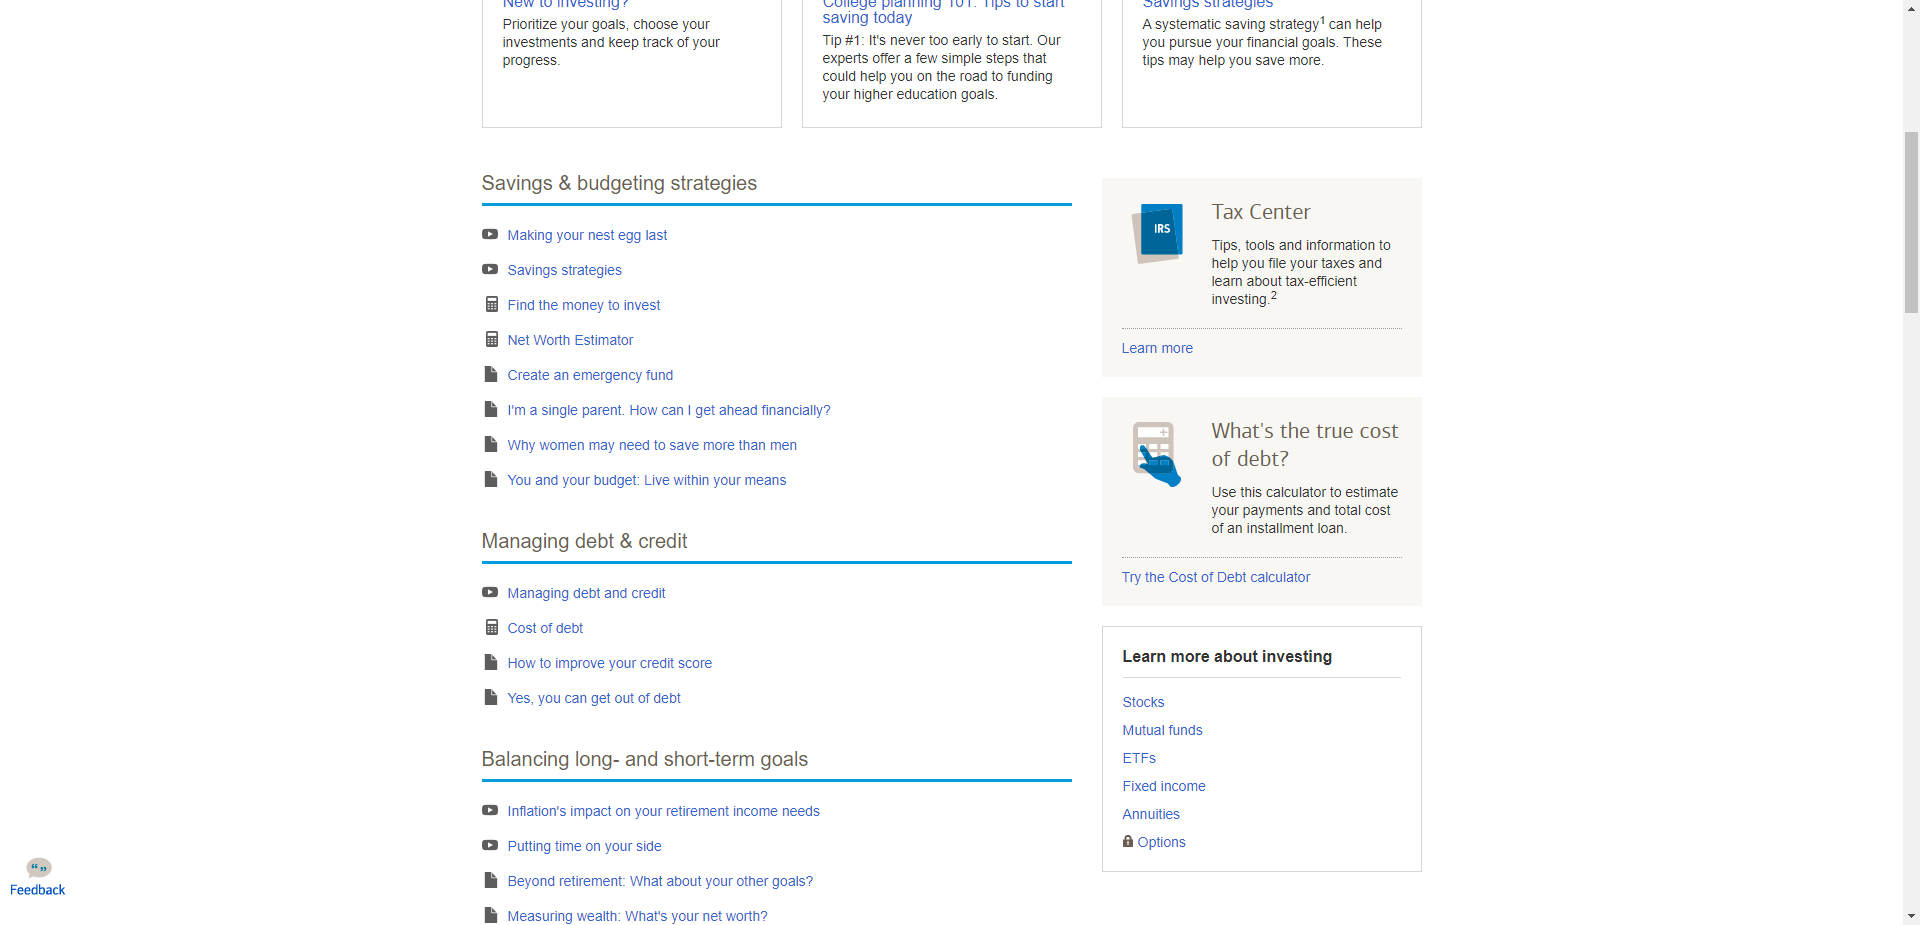 New to investing?
Prioritize your goals, choose your
investments and keep track of your
progress.
College planning 101: Tips to start
saving today
Tip #1: It's never too early to start. Our
experts offer a few simple steps that
could help you on the road to funding
your higher education goals.
Savings strategies
A systematic saving strategy1 can help
you pursue your financial goals. These
tips may help you save more.
Savings & budgeting strategies
Making your nest egg last
Savings strategies
Find the money to invest
Net Worth Estimator
Create an emergency fund
I'm a single parent. How can I get ahead financially?
Why women may need to save more than men
You and your budget: Live within your means
Managing debt & credit
Managing debt and credit
Cost of debt
How to improve your credit score
Yes, you can get out of debt
Balancing long- and short-term goals
Inflation's impact on your retirement income needs
Putting time on your side
Beyond retirement: What about your other goals?
Measuring wealth: What's your net worth?
IRS
Tax Center
Tips, tools and information to
help you file your taxes and
learn about tax-efficient
investing.2
Learn more
What's the true cost
of debt?
Use this calculator to estimate
your payments and total cost
of an installment loan.
Try the Cost of Debt calculator
Learn more about investing
Stocks
Mutual funds
ETFs
Fixed income
Annuities
Options
Feedback